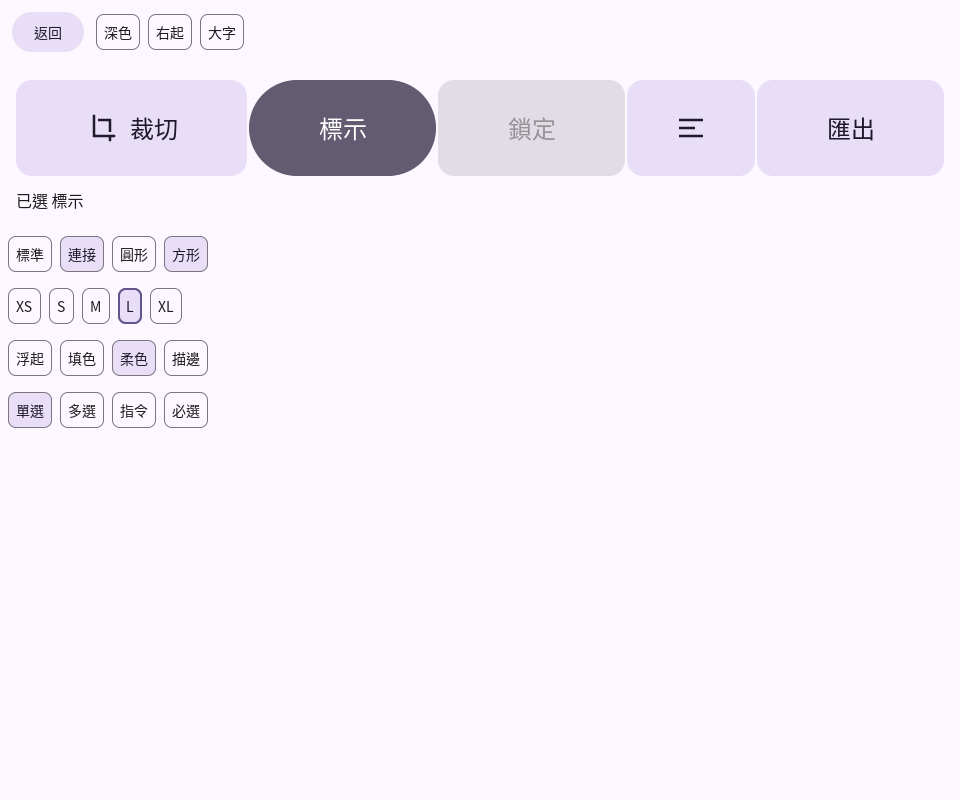 返回 深色 右起 大字
裁切 標示 鎖定 匯出
已選 標示
標準 連接 圓形 方形
XS S M L XL
浮起 填色 柔色 描邊
單選 多選 指令 必選